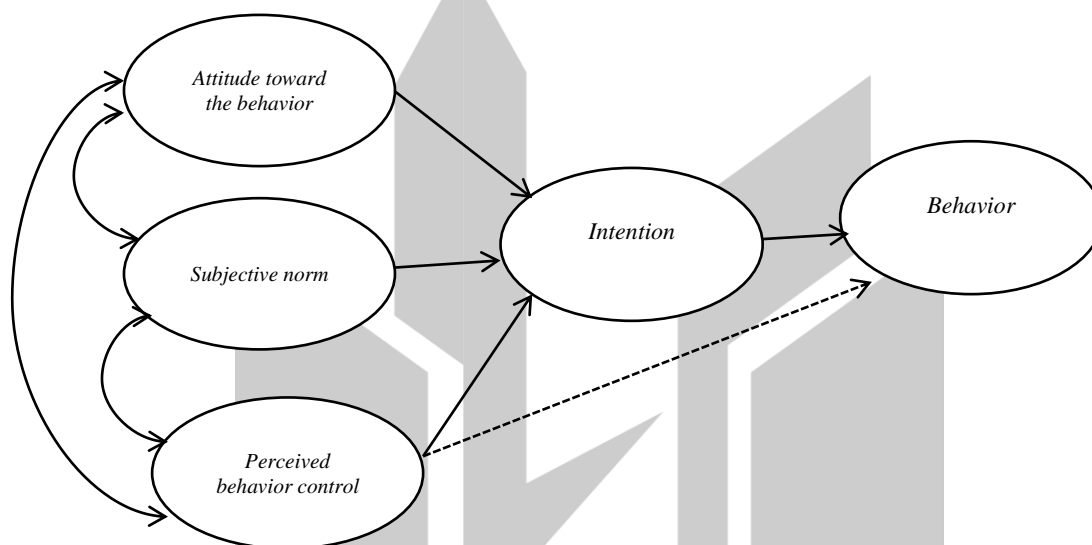 Attitude toward
the behavior
Subjective norm
Perceived
behavior control
Intention
Behavior